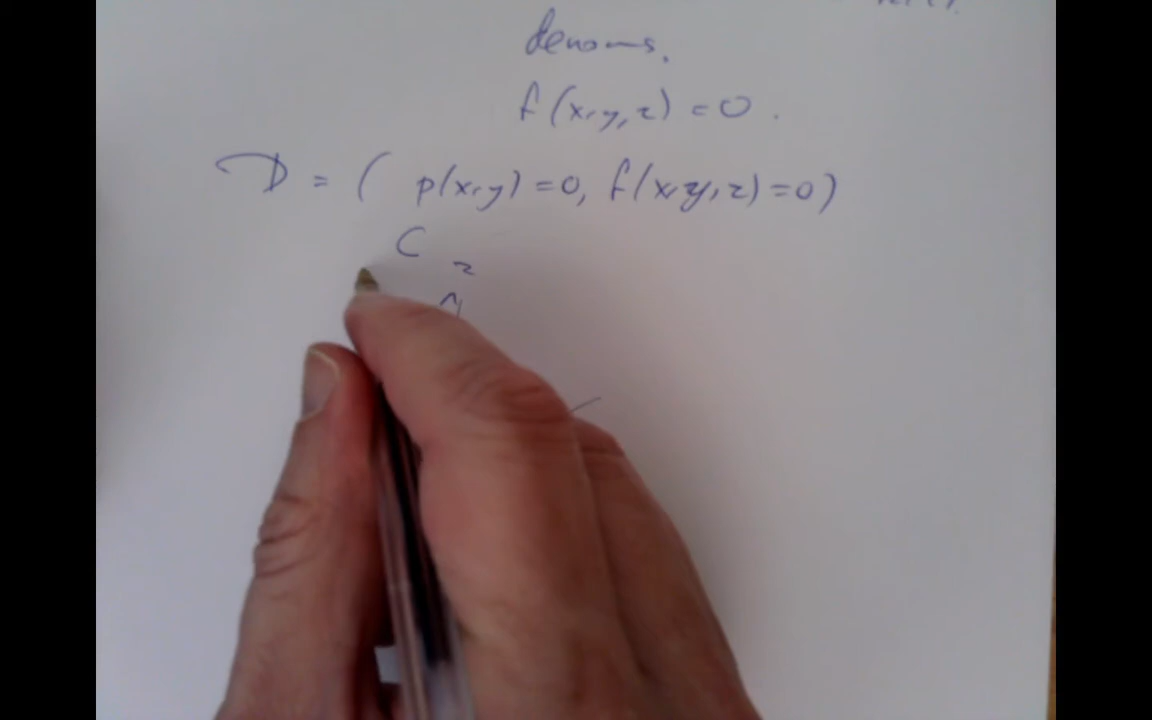 denoms.
f(x,y,z) = 0.
D = ( p(x,y) = 0, f(x,y,z) = 0 )
C
z